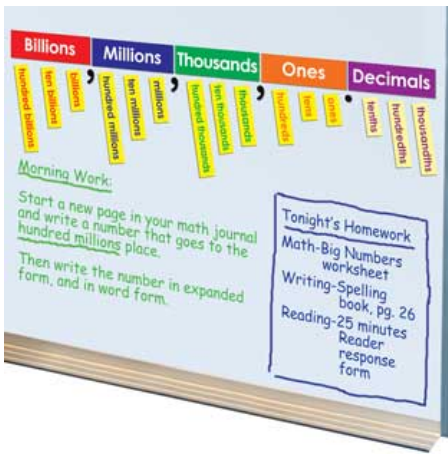 Billions , Millions , Thousands , Ones . Decimals
hundred billions ten billions billions hundred millions ten millions millions hundred thousands ten thousands thousands hundreds tens ones tenths hundredths thousandths
Morning Work:
Start a new page in your math journal
and write a number that goes to the
hundred millions place.
Then write the number in expanded
form, and in word form.
Tonight's Homework
Math-Big Numbers
worksheet
Writing-Spelling
book, pg. 26
Reading-25 minutes
Reader
response
form